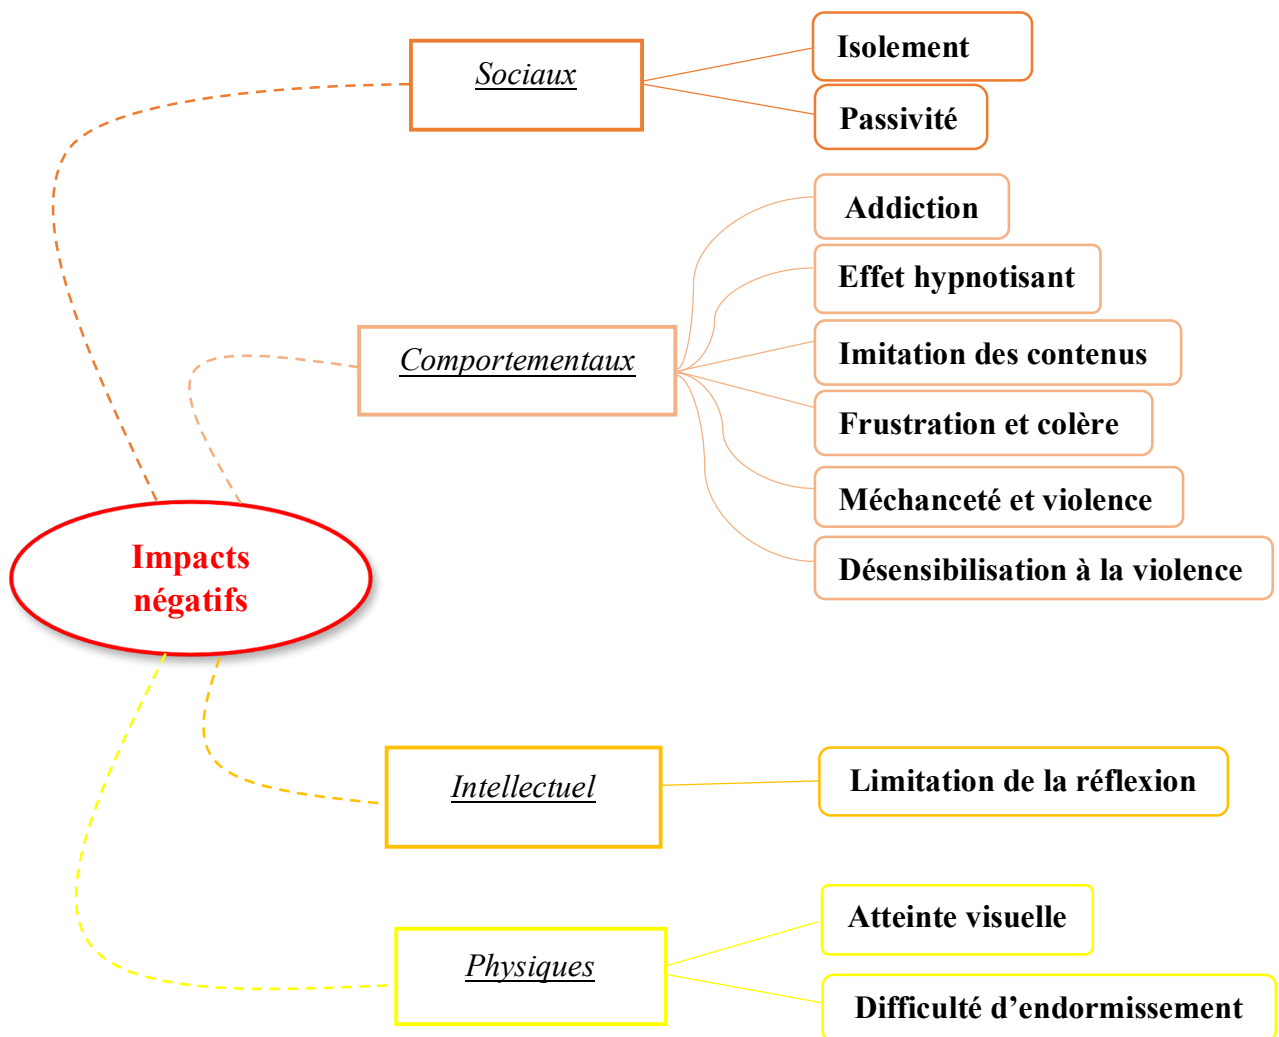 Sociaux
Isolement
Passivité
Comportementaux
Addiction
Effet hypnotisant
Imitation des contenus
Frustration et colère
Méchanceté et violence
Désensibilisation à la violence
Impacts
négatifs
Intellectuel
Limitation de la réflexion
Physiques
Atteinte visuelle
Difficulté d’endormissement